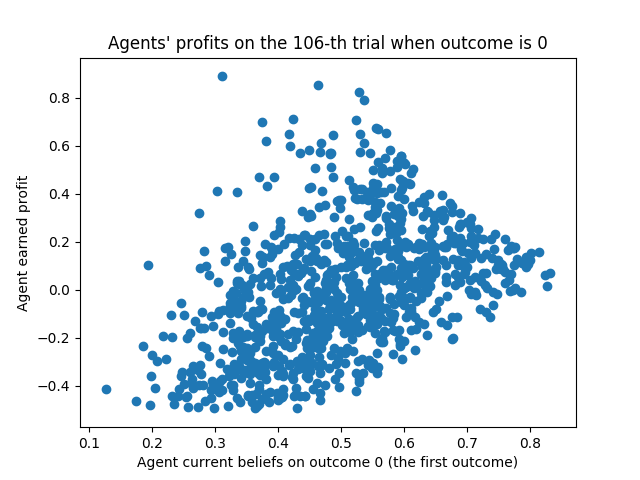 Agents' profits on the 106-th trial when outcome is 0
Agent earned profit
0.8
0.6
0.4
0.2
0.0
−0.2
−0.4
0.1 0.2 0.3 0.4 0.5 0.6 0.7 0.8
Agent current beliefs on outcome 0 (the first outcome)